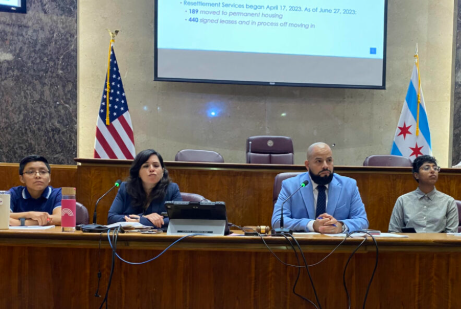 - Resettlement Services began April 17, 2023. As of June 27, 2023:
- 189 moved to permanent housing
- 440 signed leases and in process off moving in